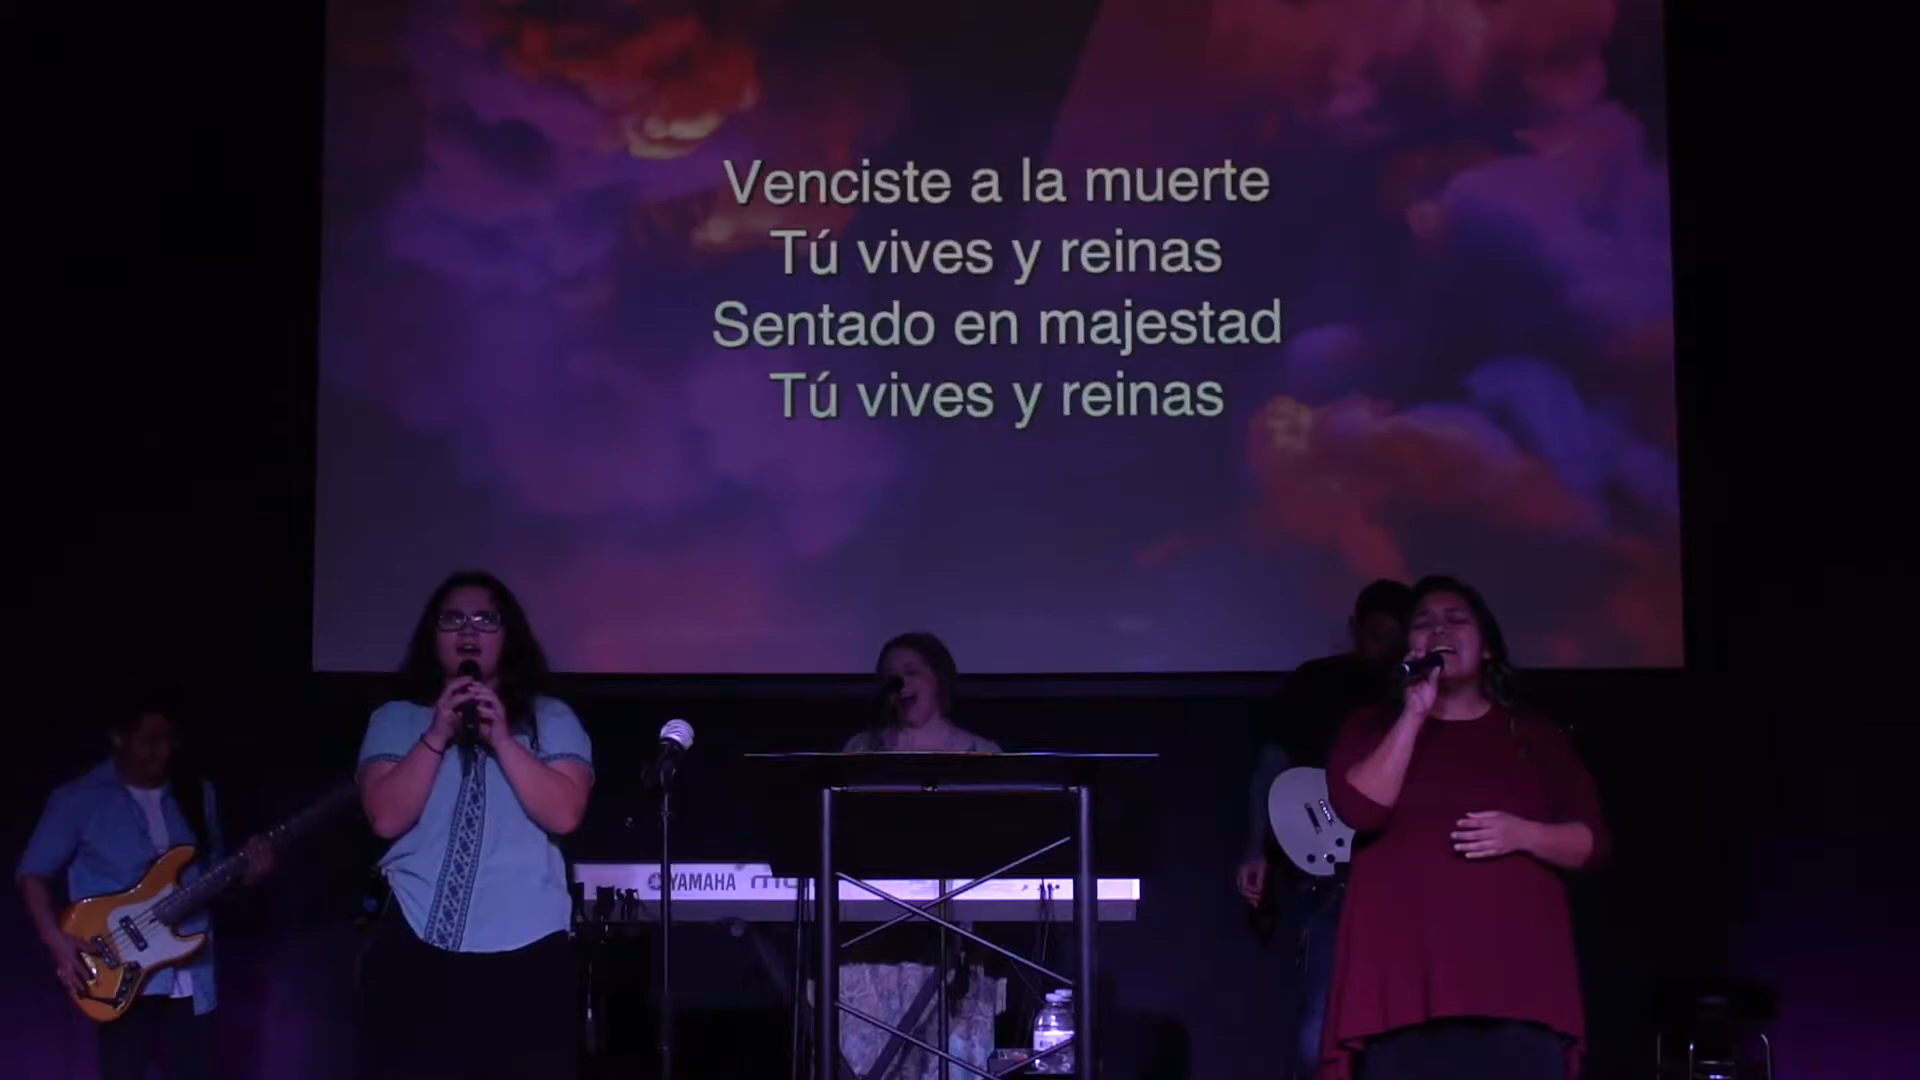 Venciste a la muerte
Tú vives y reinas
Sentado en majestad
Tú vives y reinas
YAMAHA